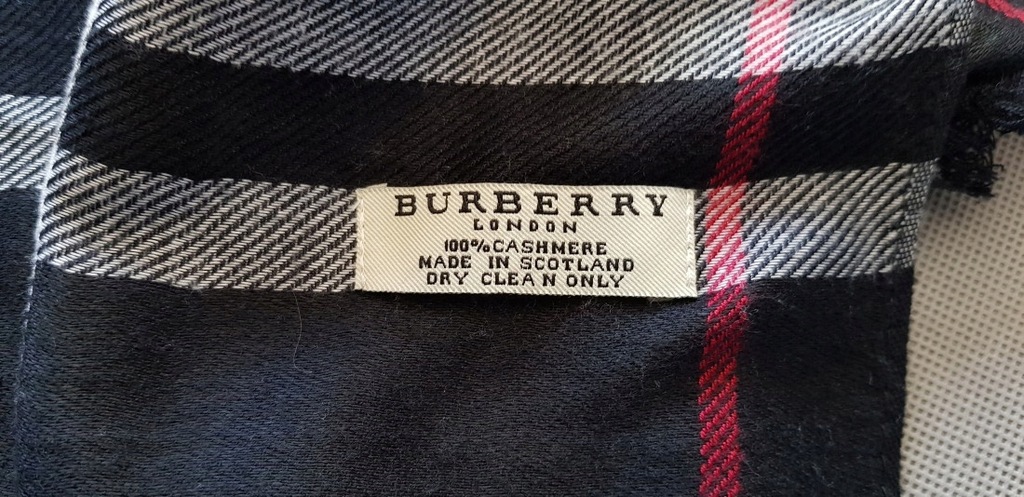 BURBERRY
LONDON
100% CASHMERE
MADE IN SCOTLAND
DRY CLEAN ONLY